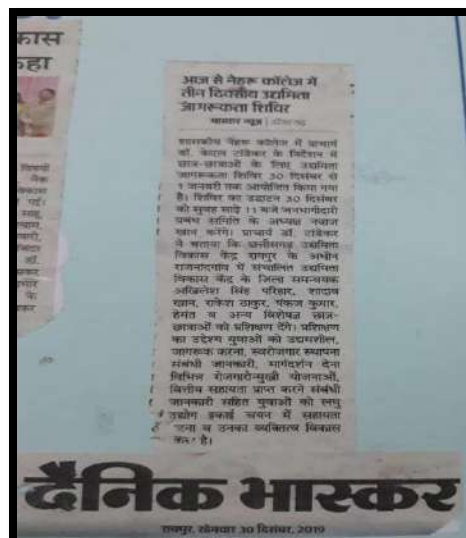 कास
कहा
आज से नेहरू कॉलेज में
तीन दिवसीय उद्यमिता
जागरूकता शिविर
भास्कर न्यूज |
शासकीय नेहरू कॉलेज में प्राचार्य
डॉ. केएल टांडेकर के निर्देशन में
छात्र-छात्राओं के लिए उद्यमिता
जागरूकता शिविर 30 दिसंबर से
1 जनवरी तक आयोजित किया गया
है। शिविर का उद्घाटन 30 दिसंबर
को सुबह साढ़े 11 बजे जनभागीदारी
प्रबंध समिति के अध्यक्ष नवाज
खान करेंगे। प्राचार्य डॉ. टांडेकर
ने बताया कि छत्तीसगढ़ उद्यमिता
विकास केंद्र रायपुर के अधीन
राजनांदगांव में संचालित उद्यमिता
विकास केंद्र के जिला समन्वयक
अखिलेश सिंह परिहार, शादाब
खान, राकेश ठाकुर, पंकज कुमार,
हेमंत व अन्य विशेषज्ञ छात्र-
छात्राओं को प्रशिक्षण देंगे। प्रशिक्षण
का उद्देश्य युवाओं को उद्यमशील,
जागरूक करना, स्वरोजगार स्थापना
संबंधी जानकारी, मार्गदर्शन देना
विभिन्न रोजगारोन्मुखी योजनाओं,
वित्तीय सहायता प्राप्त करने संबंधी
जानकारी सहित युवाओं को लघु
उद्योग इकाई चयन में सहायता
व उनका व्यक्तित्व विकास
है।
दैनिक भास्कर
रायपुर, सोमवार 30 दिसंबर, 2019